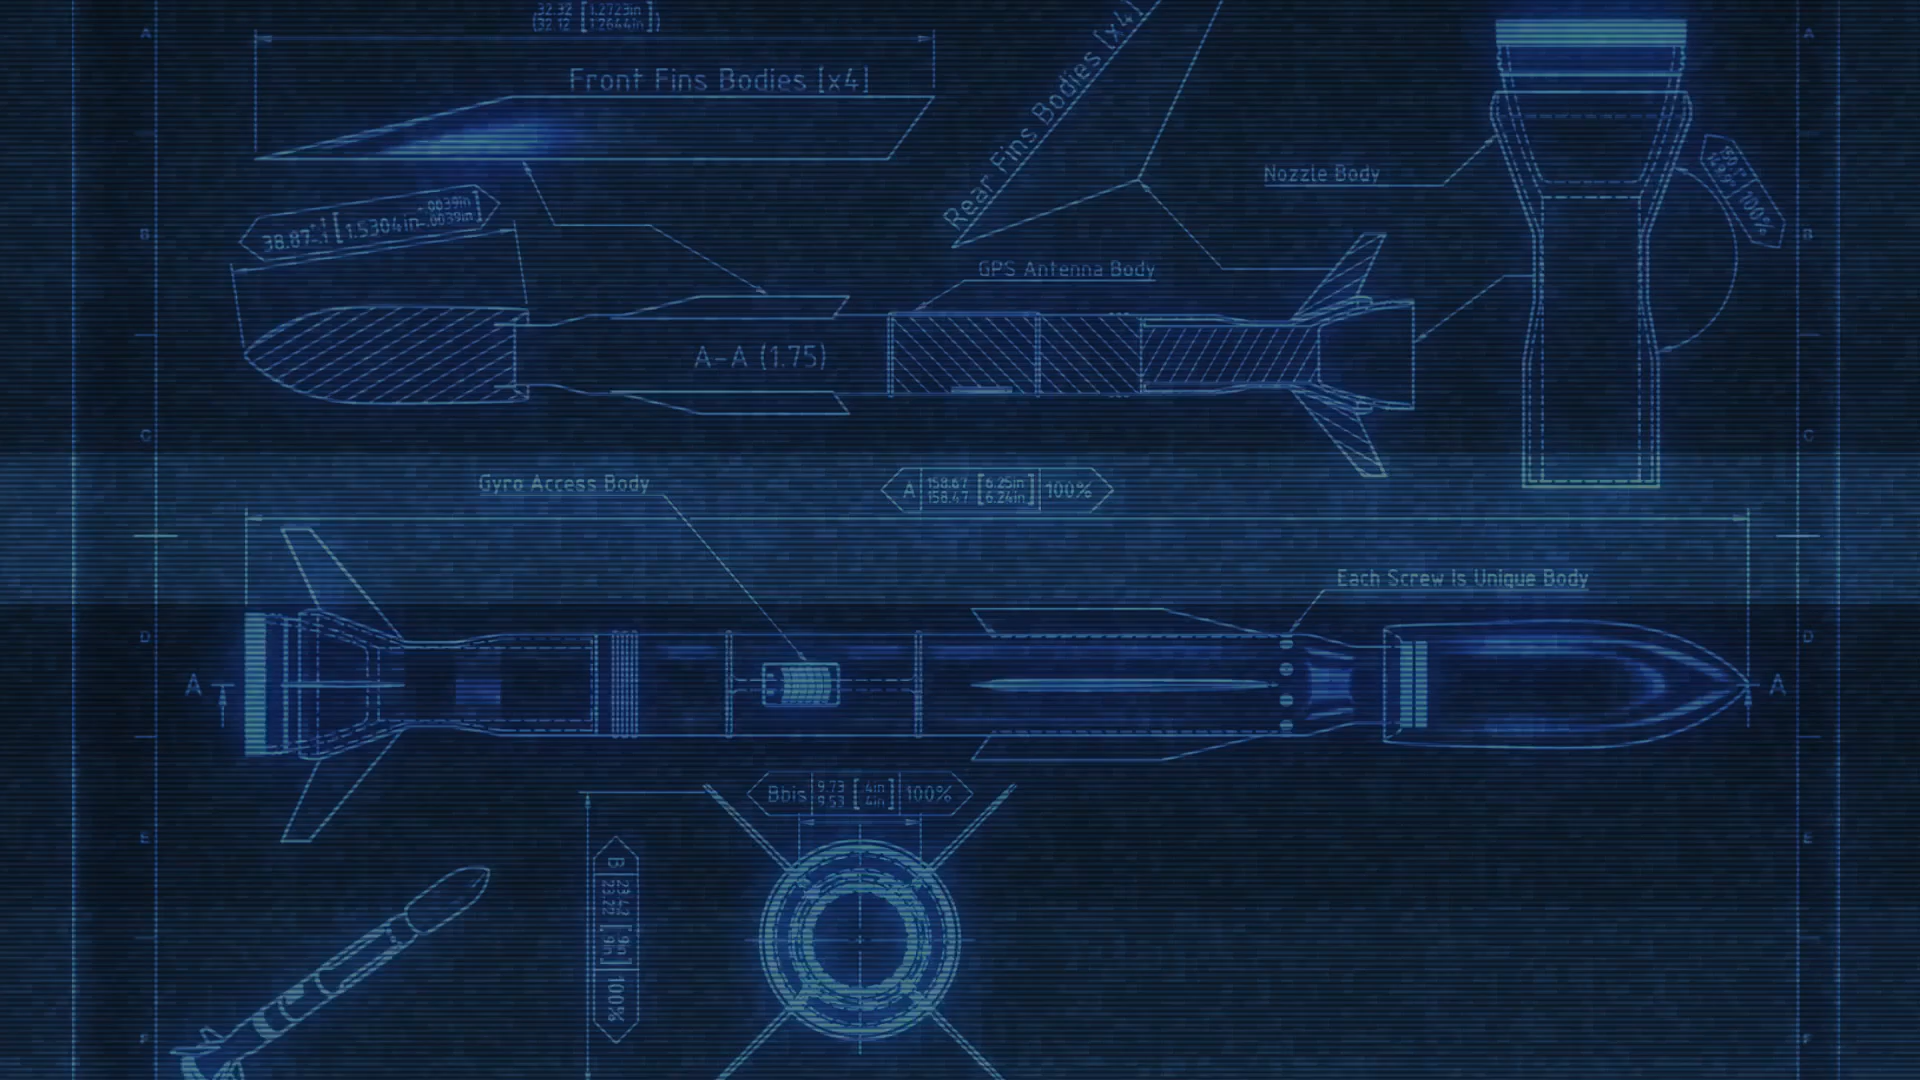 32.32 [1.2723in]
(32.12 [1.2644in])
Front Fins Bodies [x4]
Rear Fins Bodies [x4]
A
A
Nozzle Body
100%
38.87 [1.5304in .0039in
-.0039in]
B
B
GPS Antenna Body
A-A (1.75)
C
C
Gyro Access Body
A 158.67 [6.25in] 100%
158.47 [6.24in]
Each Screw Is Unique Body
D
D
A
A
Bbis 9.73 [4in] 100%
9.53 [4in]
E
E
B 23.42 [9in] 100%
23.22 [9in]
F
F